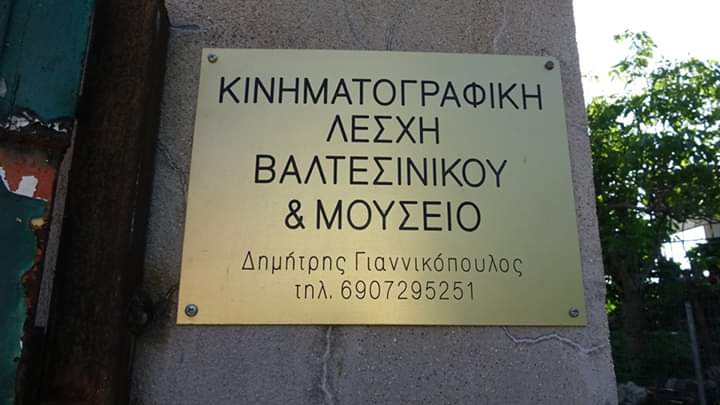 ΚΙΝΗΜΑΤΟΓΡΑΦΙΚΗ
ΛΕΣΧΗ
ΒΑΛΤΕΣΙΝΙΚΟΥ
& ΜΟΥΣΕΙΟ
Δημήτρης Γιαννικόπουλος
τηλ. 6907295251